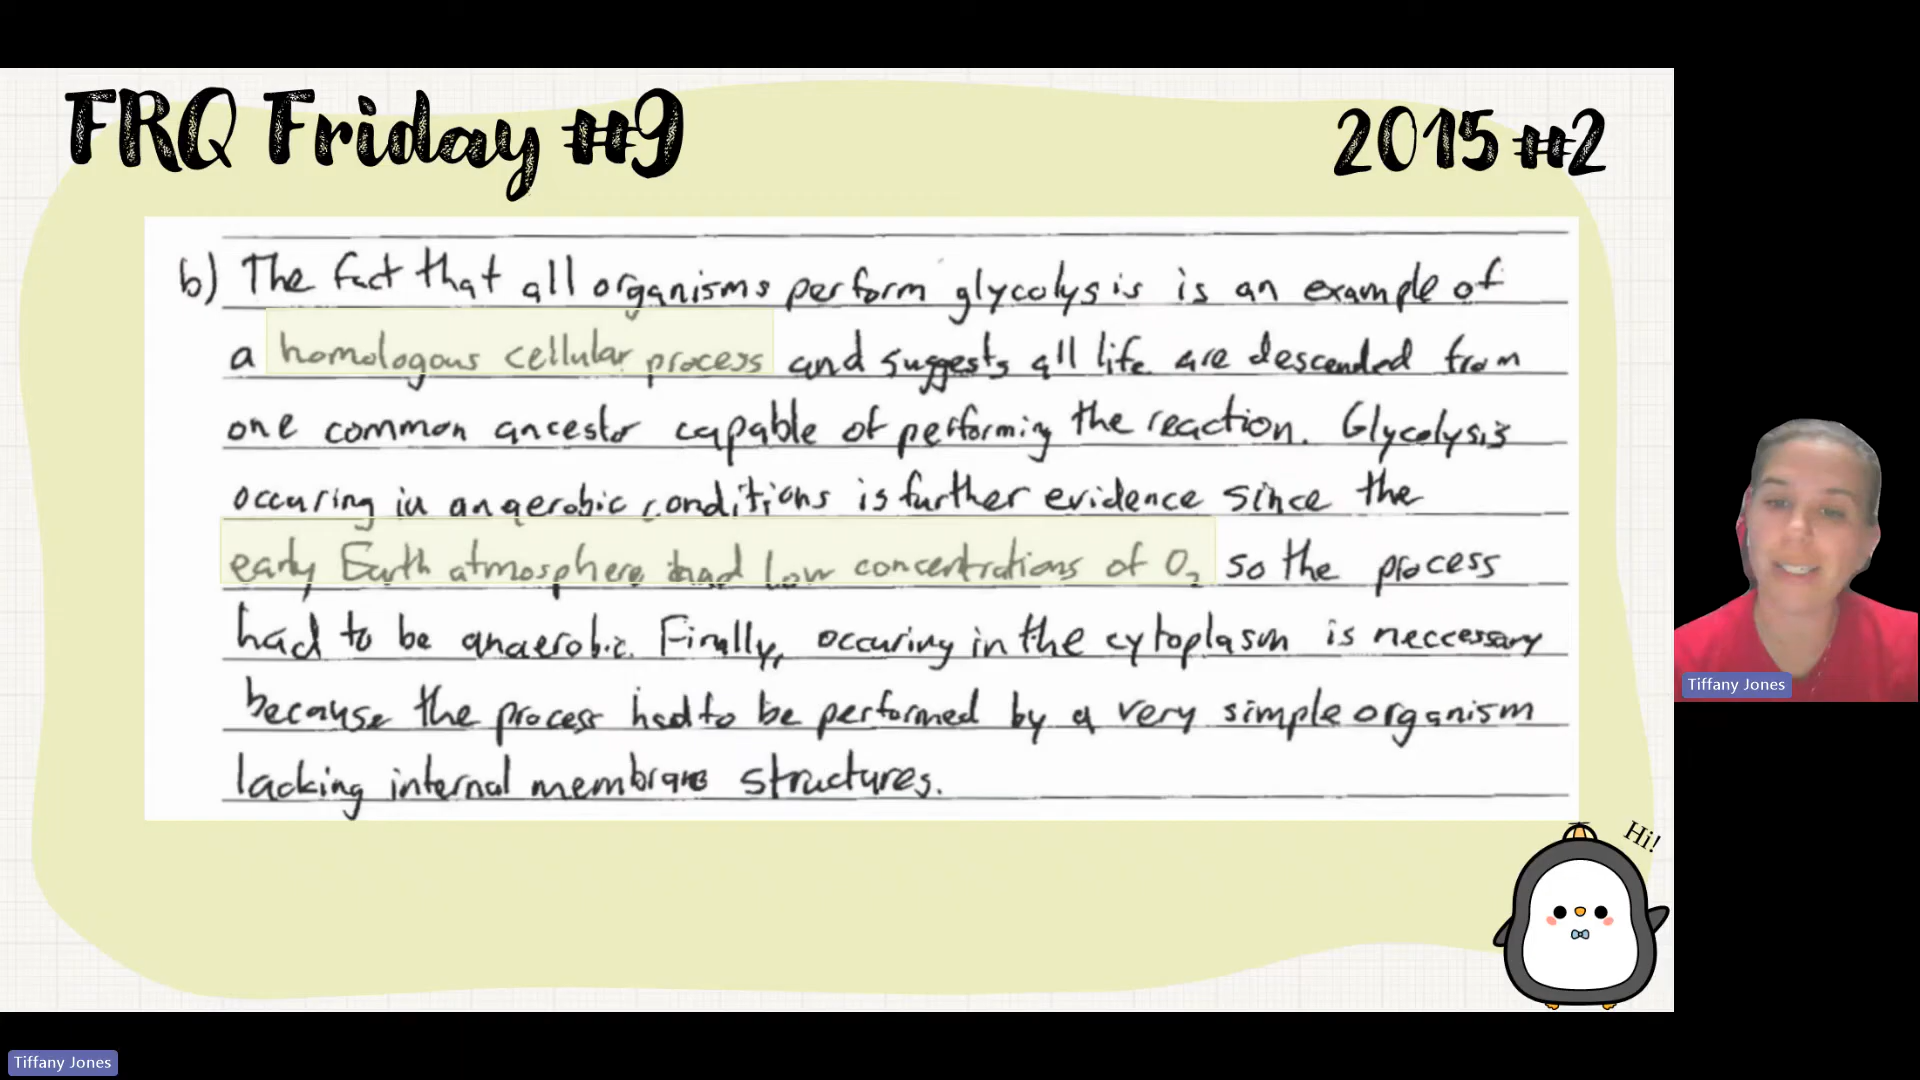 FRQ Friday #9
2015 #2
b) The fact that all organisms perform glycolysis is an example of
a homologous cellular process and suggests all life are descended from
one common ancestor capable of performing the reaction. Glycolysis
occuring in anaerobic conditions is further evidence since the
early Earth atmosphere had low concentrations of O₂ so the process
had to be anaerobic. Finally, occuring in the cytoplasm is neccessary
because the process had to be performed by a very simple organism
lacking internal membrane structures.
Hi!
Tiffany Jones
Tiffany Jones